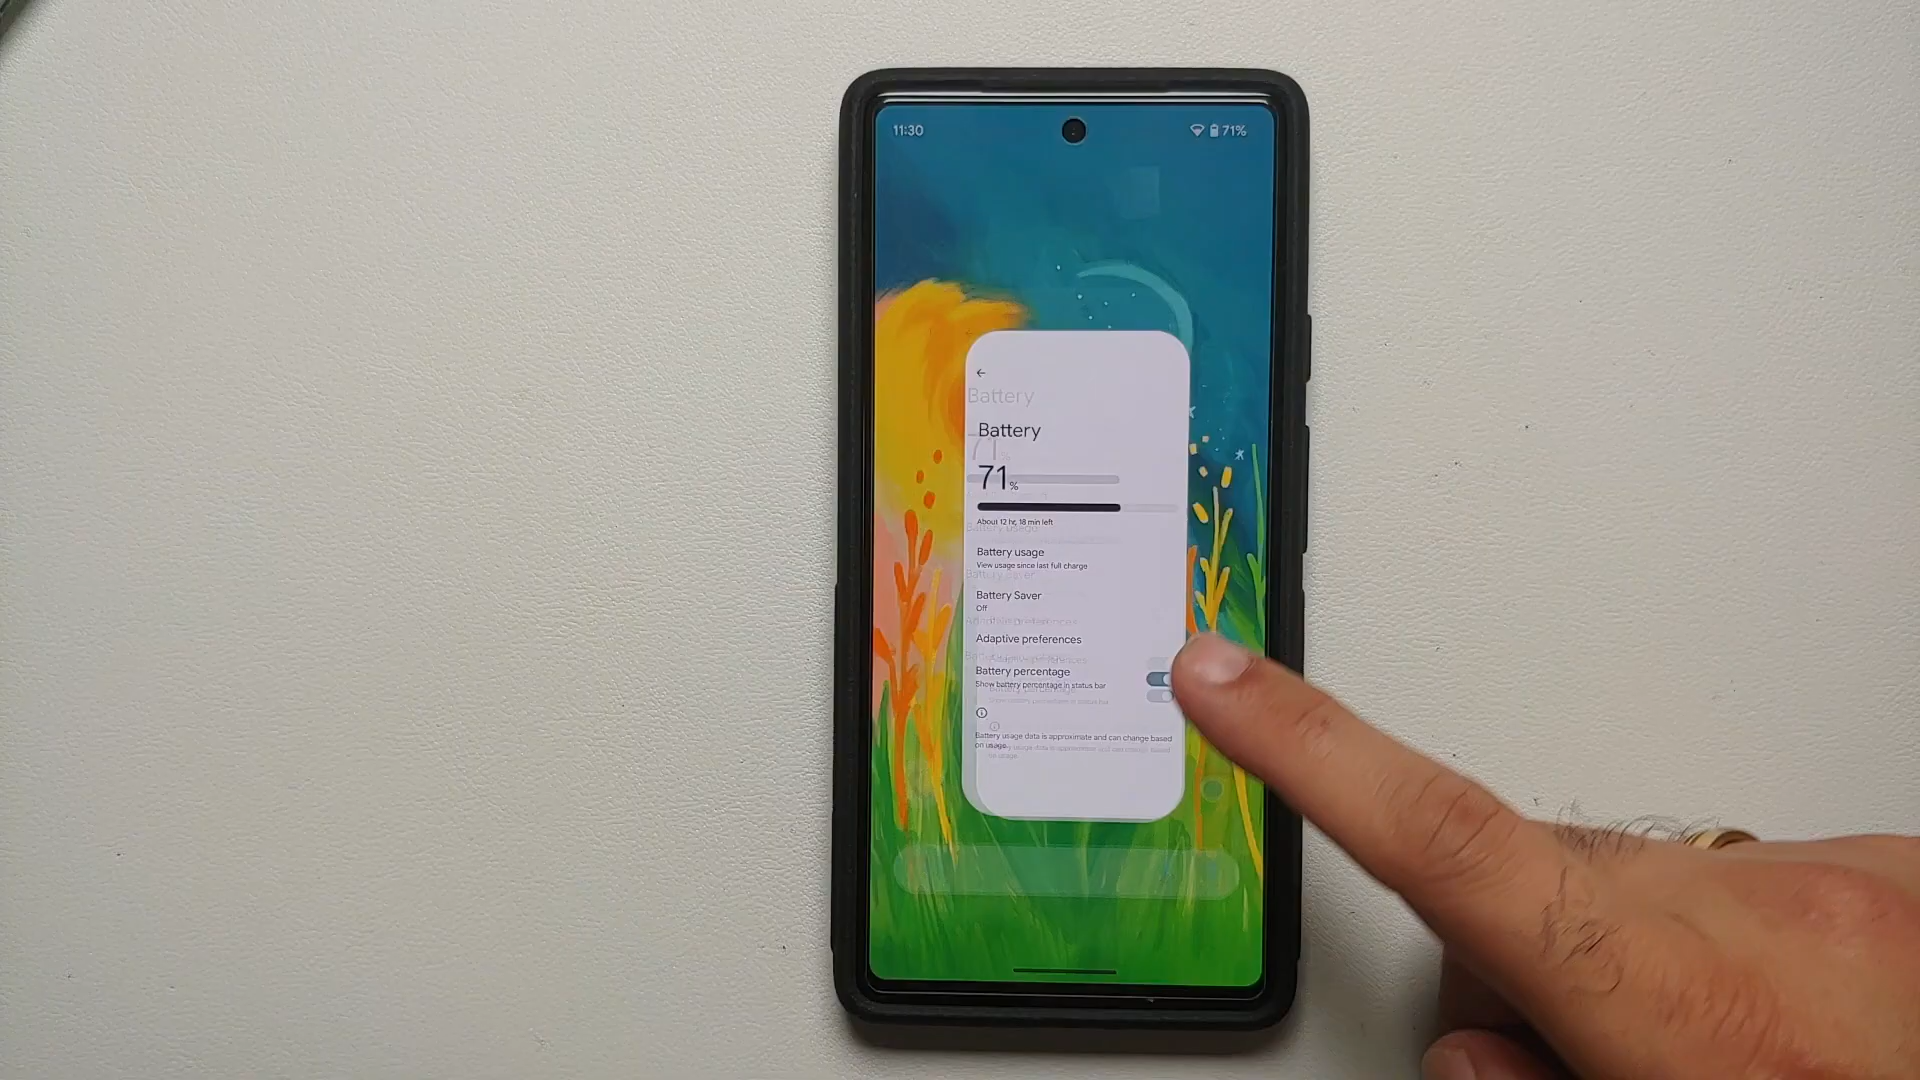 11:30
71%
Battery
Battery
71%
About 12 hr, 18 min left
Battery usage
View usage since last full charge
Battery Saver
Off
Adaptive preferences
Adaptive preferences
Battery percentage
Show battery percentage in status bar
Battery usage data is approximate and can change based
on usage.